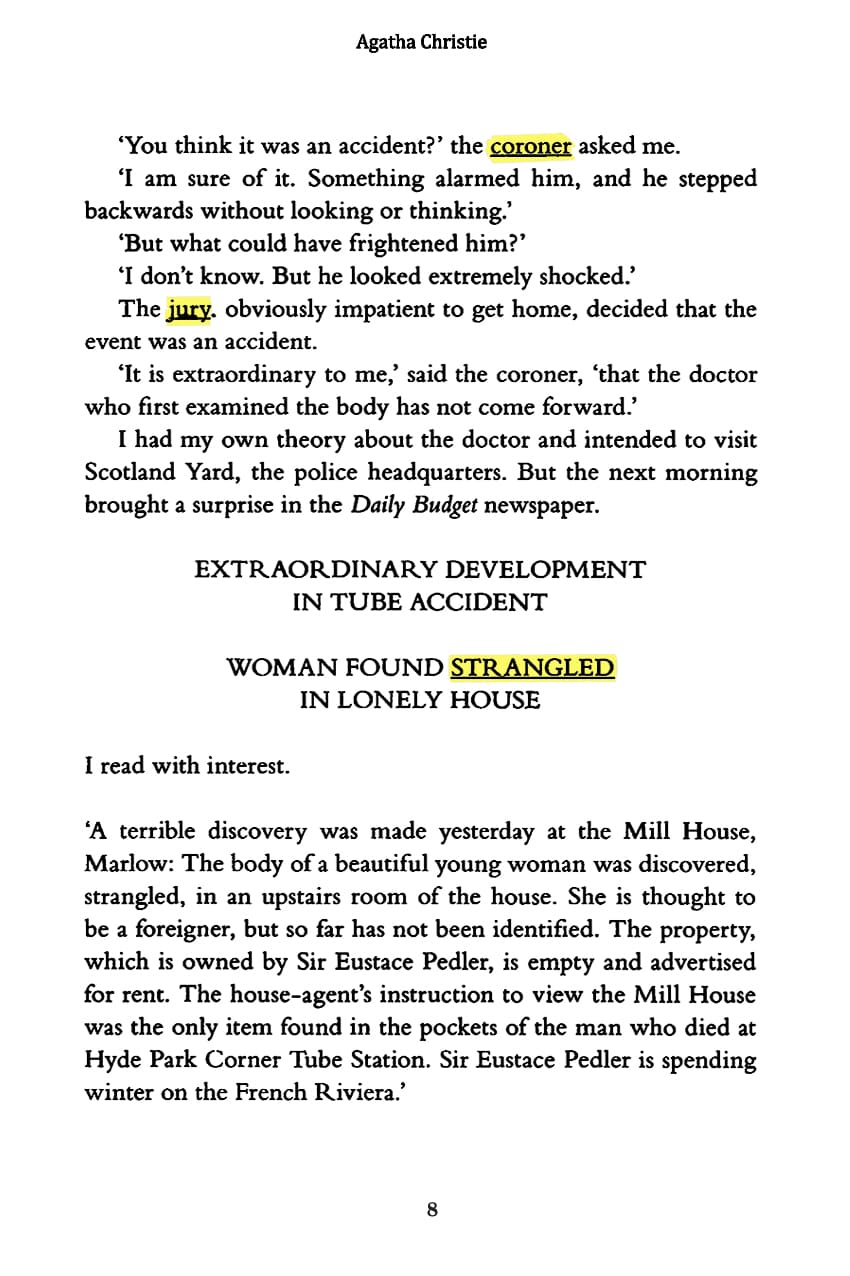 Agatha Christie
‘You think it was an accident?’ the coroner asked me.
‘I am sure of it. Something alarmed him, and he stepped
backwards without looking or thinking.’
‘But what could have frightened him?’
‘I don’t know. But he looked extremely shocked.’
The jury. obviously impatient to get home, decided that the
event was an accident.
‘It is extraordinary to me,’ said the coroner, ‘that the doctor
who first examined the body has not come forward.’
I had my own theory about the doctor and intended to visit
Scotland Yard, the police headquarters. But the next morning
brought a surprise in the Daily Budget newspaper.
EXTRAORDINARY DEVELOPMENT
IN TUBE ACCIDENT
WOMAN FOUND STRANGLED
IN LONELY HOUSE
I read with interest.
‘A terrible discovery was made yesterday at the Mill House,
Marlow: The body of a beautiful young woman was discovered,
strangled, in an upstairs room of the house. She is thought to
be a foreigner, but so far has not been identified. The property,
which is owned by Sir Eustace Pedler, is empty and advertised
for rent. The house-agent’s instruction to view the Mill House
was the only item found in the pockets of the man who died at
Hyde Park Corner Tube Station. Sir Eustace Pedler is spending
winter on the French Riviera.’
8